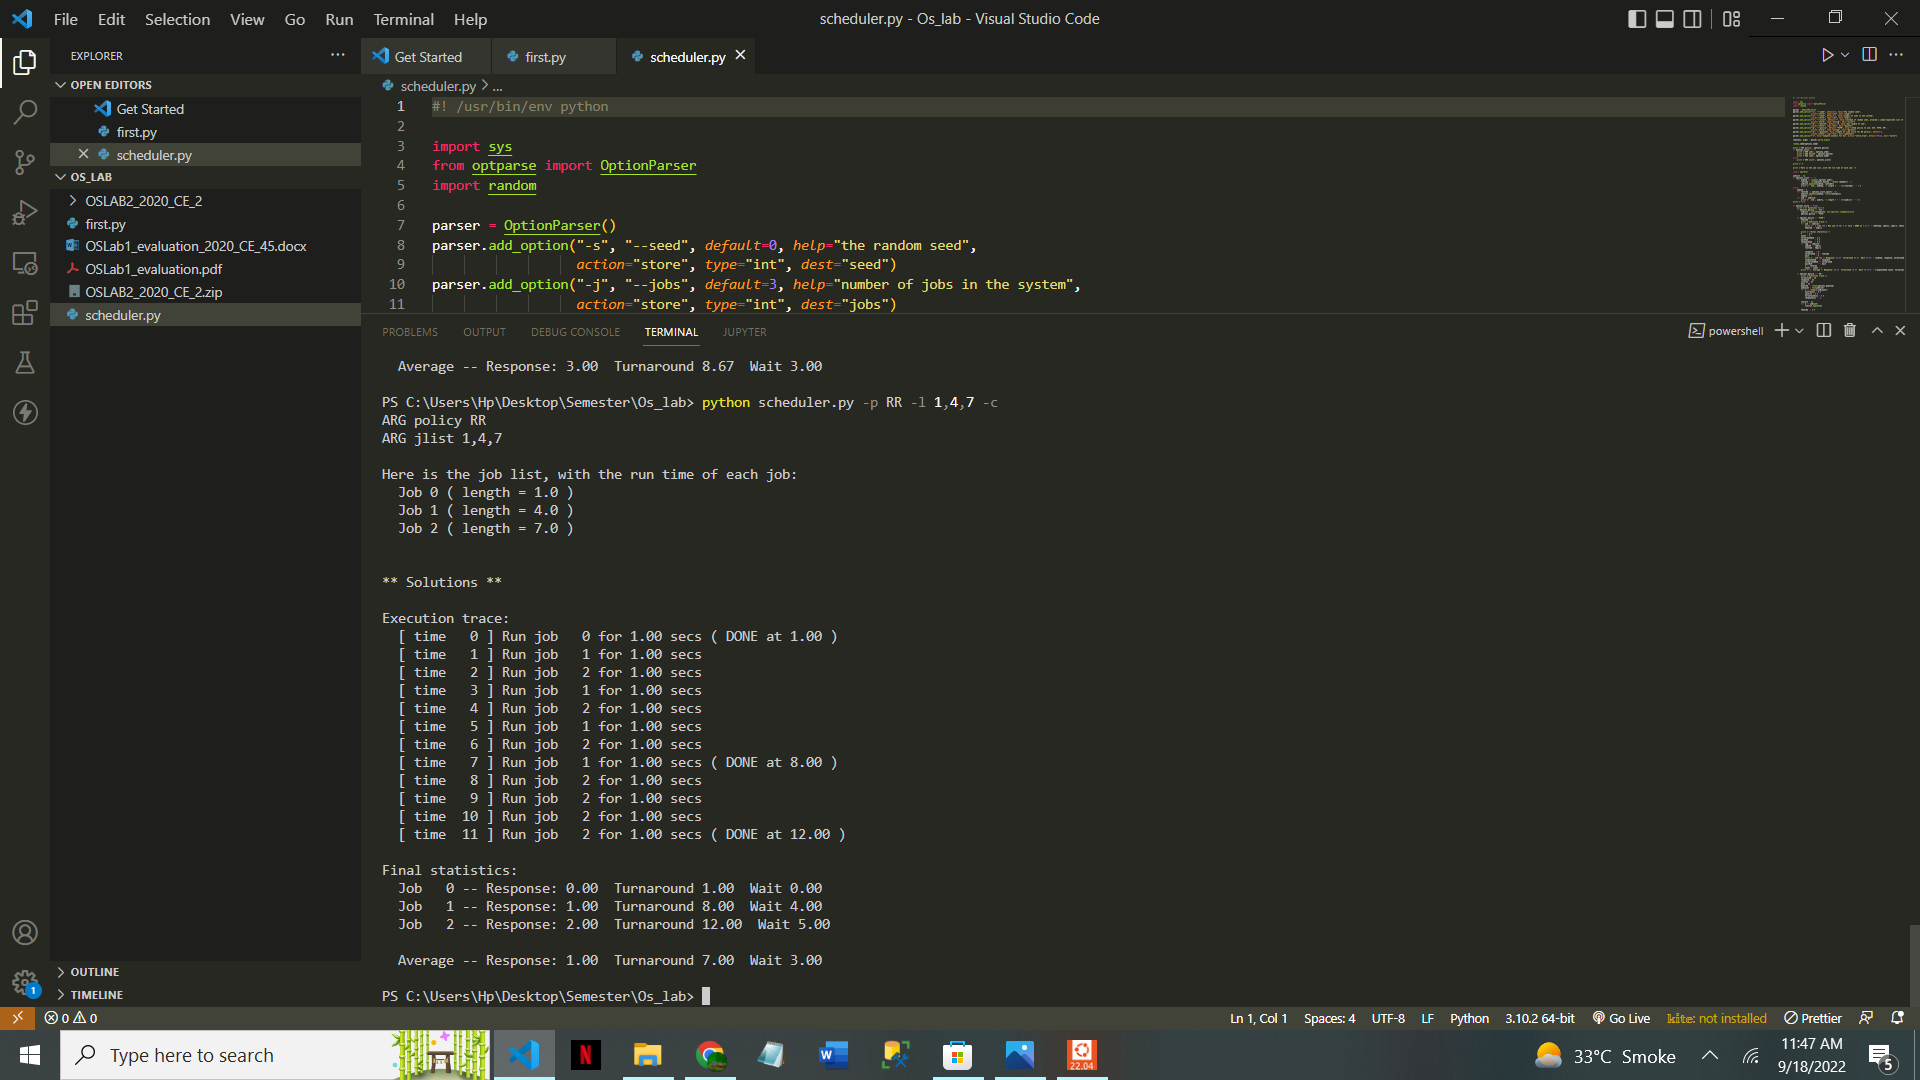 File Edit Selection View Go Run Terminal Help
scheduler.py - Os_lab - Visual Studio Code
EXPLORER
OPEN EDITORS
Get Started
first.py
scheduler.py
OS_LAB
OSLAB2_2020_CE_2
first.py
OSLab1_evaluation_2020_CE_45.docx
OSLab1_evaluation.pdf
OSLAB2_2020_CE_2.zip
scheduler.py
OUTLINE
TIMELINE
Get Started first.py scheduler.py
scheduler.py > ...
1 #! /usr/bin/env python
2
3 import sys
4 from optparse import OptionParser
5 import random
6
7 parser = OptionParser()
8 parser.add_option("-s", "--seed", default=0, help="the random seed",
9 action="store", type="int", dest="seed")
10 parser.add_option("-j", "--jobs", default=3, help="number of jobs in the system",
11 action="store", type="int", dest="jobs")
PROBLEMS OUTPUT DEBUG CONSOLE TERMINAL JUPYTER
powershell
Average -- Response: 3.00 Turnaround 8.67 Wait 3.00
PS C:\Users\Hp\Desktop\Semester\Os_lab> python scheduler.py -p RR -l 1,4,7 -c
ARG policy RR
ARG jlist 1,4,7
Here is the job list, with the run time of each job:
Job 0 ( length = 1.0 )
Job 1 ( length = 4.0 )
Job 2 ( length = 7.0 )
** Solutions **
Execution trace:
[ time 0 ] Run job 0 for 1.00 secs ( DONE at 1.00 )
[ time 1 ] Run job 1 for 1.00 secs
[ time 2 ] Run job 2 for 1.00 secs
[ time 3 ] Run job 1 for 1.00 secs
[ time 4 ] Run job 2 for 1.00 secs
[ time 5 ] Run job 1 for 1.00 secs
[ time 6 ] Run job 2 for 1.00 secs
[ time 7 ] Run job 1 for 1.00 secs ( DONE at 8.00 )
[ time 8 ] Run job 2 for 1.00 secs
[ time 9 ] Run job 2 for 1.00 secs
[ time 10 ] Run job 2 for 1.00 secs
[ time 11 ] Run job 2 for 1.00 secs ( DONE at 12.00 )
Final statistics:
Job 0 -- Response: 0.00 Turnaround 1.00 Wait 0.00
Job 1 -- Response: 1.00 Turnaround 8.00 Wait 4.00
Job 2 -- Response: 2.00 Turnaround 12.00 Wait 5.00
Average -- Response: 1.00 Turnaround 7.00 Wait 3.00
PS C:\Users\Hp\Desktop\Semester\Os_lab>
1
0 0
Ln 1, Col 1 Spaces: 4 UTF-8 LF Python 3.10.2 64-bit Go Live kite: not installed Prettier
Type here to search
N
W
22.04
33°C Smoke
11:47 AM
9/18/2022
5